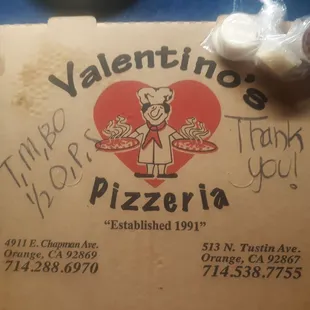 Valentino's
T, M, BO
½ O, P, S
Thank
you!
Pizzeria
"Established 1991"
4911 E. Chapman Ave.
Orange, CA 92869
714.288.6970
513 N. Tustin Ave.
Orange, CA 92867
714.538.7755